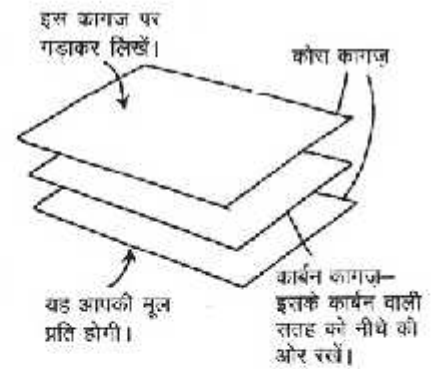 इस कागज पर
गड़ाकर लिखें।
कोरा कागज़
कार्बन कागज़–
इसके कार्बन वाली
सतह को नीचे की
ओर रखें।
यह आपकी मूल
प्रति होगी।